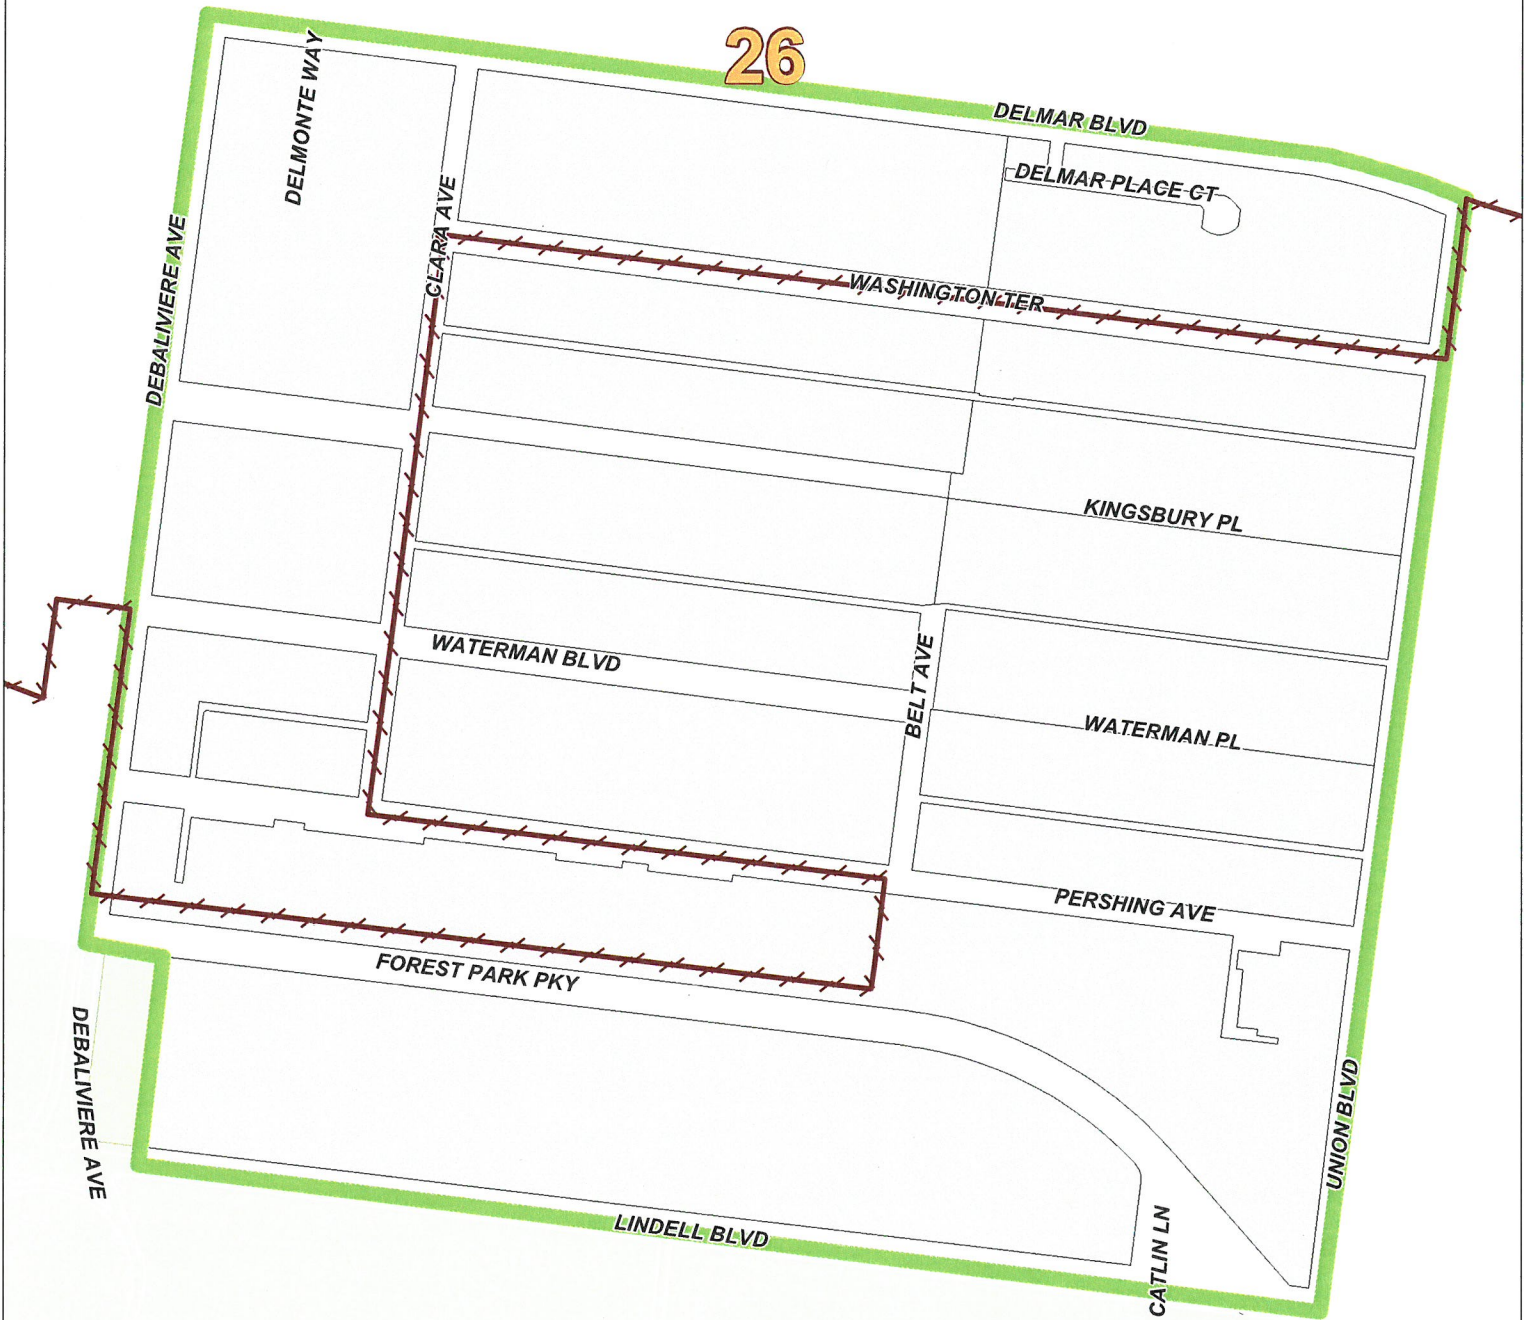 26
DELMAR BLVD
DELMONTE WAY
DELMAR PLACE CT
CLARA AVE
DEBALIVIERE AVE
WASHINGTON TER
KINGSBURY PL
WATERMAN BLVD
BELT AVE
WATERMAN PL
PERSHING AVE
FOREST PARK PKY
DEBALIVIERE AVE
UNION BLVD
LINDELL BLVD
CATLIN LN